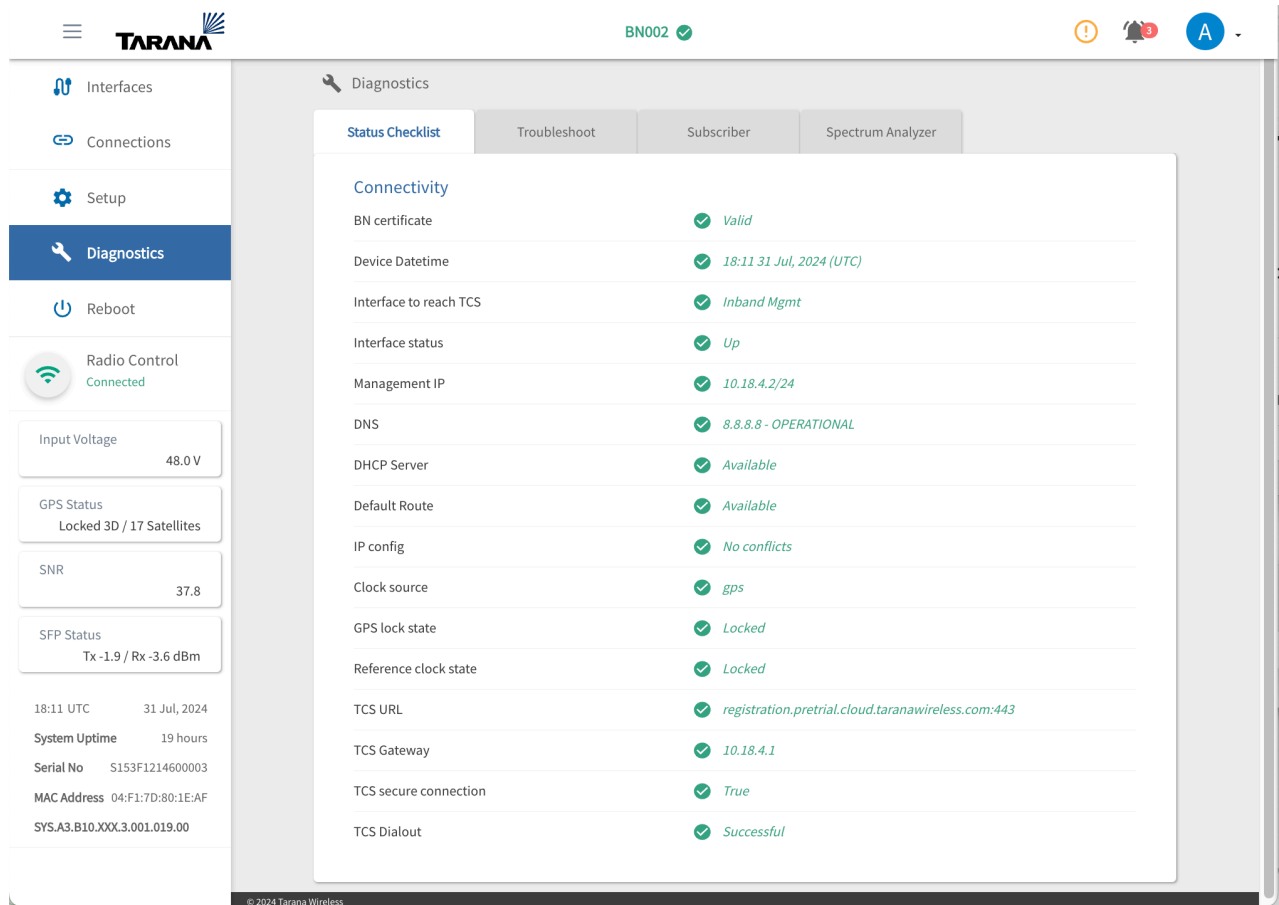 TARANA
BN002
3
A
Interfaces
Connections
Setup
Diagnostics
Reboot
Radio Control
Connected
Input Voltage
48.0 V
GPS Status
Locked 3D / 17 Satellites
SNR
37.8
SFP Status
Tx -1.9 / Rx -3.6 dBm
18:11 UTC 31 Jul, 2024
System Uptime 19 hours
Serial No S153F1214600003
MAC Address 04:F1:7D:80:1E:AF
SYS.A3.B10.XXX.3.001.019.00
Diagnostics
Status Checklist Troubleshoot Subscriber Spectrum Analyzer
Connectivity
BN certificate Valid
Device Datetime 18:11 31 Jul, 2024 (UTC)
Interface to reach TCS Inband Mgmt
Interface status Up
Management IP 10.18.4.2/24
DNS 8.8.8.8 - OPERATIONAL
DHCP Server Available
Default Route Available
IP config No conflicts
Clock source gps
GPS lock state Locked
Reference clock state Locked
TCS URL registration.pretrial.cloud.taranawireless.com:443
TCS Gateway 10.18.4.1
TCS secure connection True
TCS Dialout Successful
© 2024 Tarana Wireless